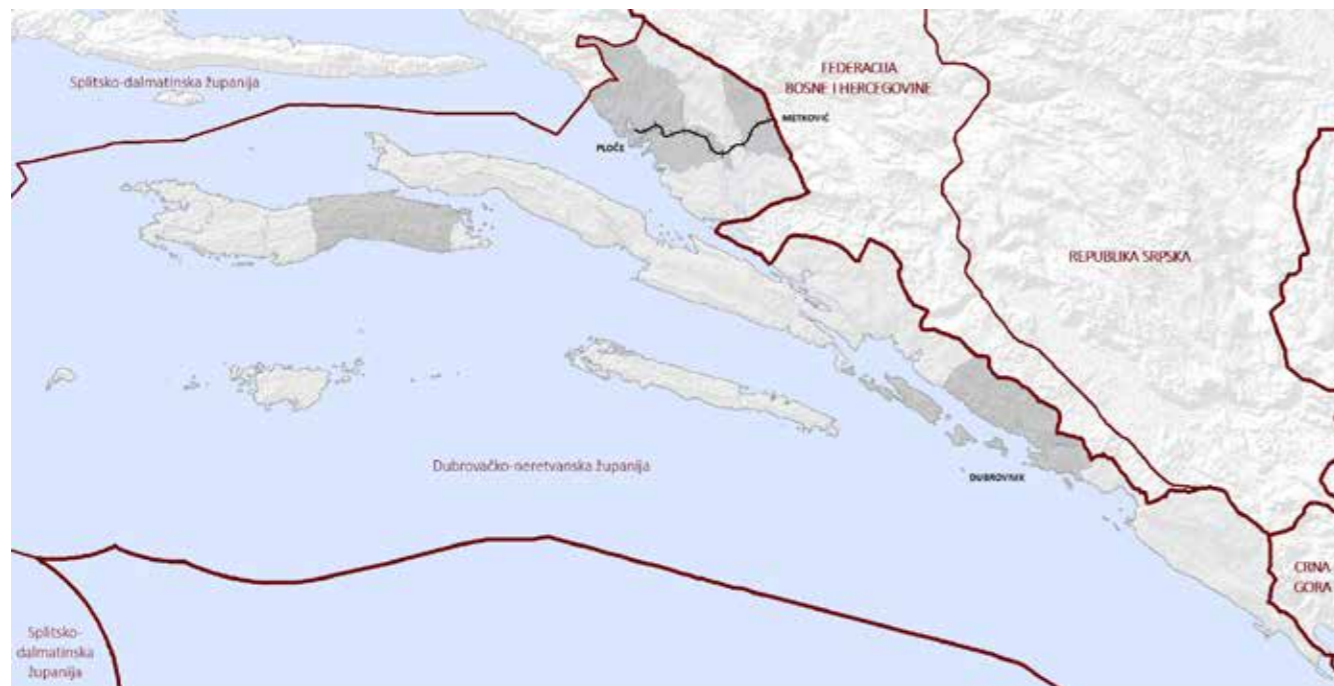 Splitsko-dalmatinska županija
FEDERACIJA
BOSNE I HERCEGOVINE
METKOVIĆ
PLOČE
REPUBLIKA SRPSKA
Dubrovačko-neretvanska županija
DUBROVNIK
CRNA
GORA
Splitsko-
dalmatinska
županija